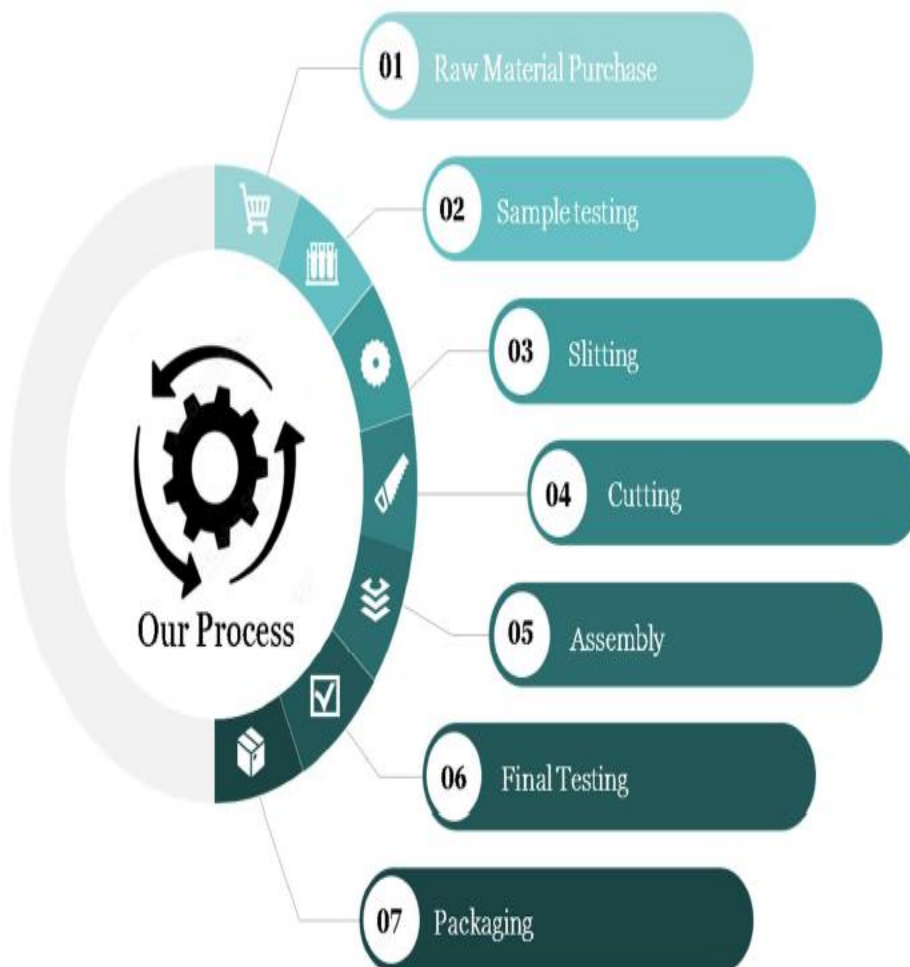 01 Raw Material Purchase
02 Sample testing
03 Slitting
04 Cutting
Our Process
05 Assembly
06 Final Testing
07 Packaging